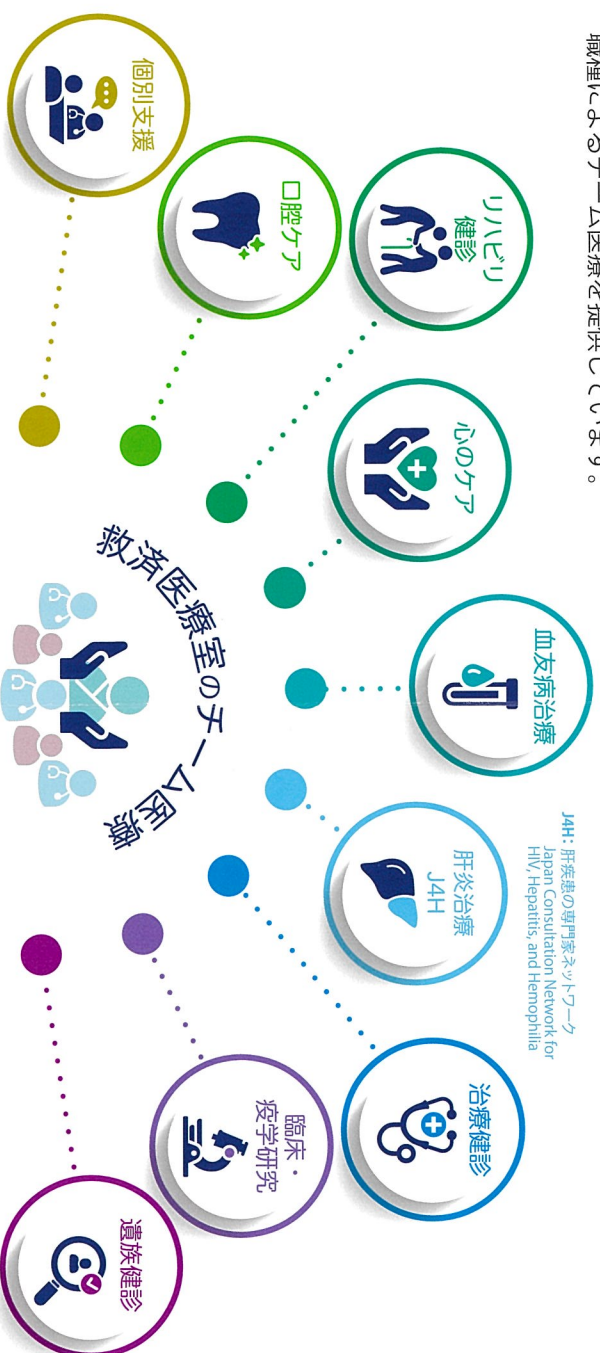 職種によるチーム医療を提供しています。
個別支援
口腔ケア
リハビリ
健診
心のケア
血友病治療
肝炎治療
J4H
J4H：肝疾患の専門家ネットワーク
Japan Consultation Network for
HIV, Hepatitis, and Hemophilia
治療健診
臨床・
疫学研究
遺族健診
救済医療室のチーム医療